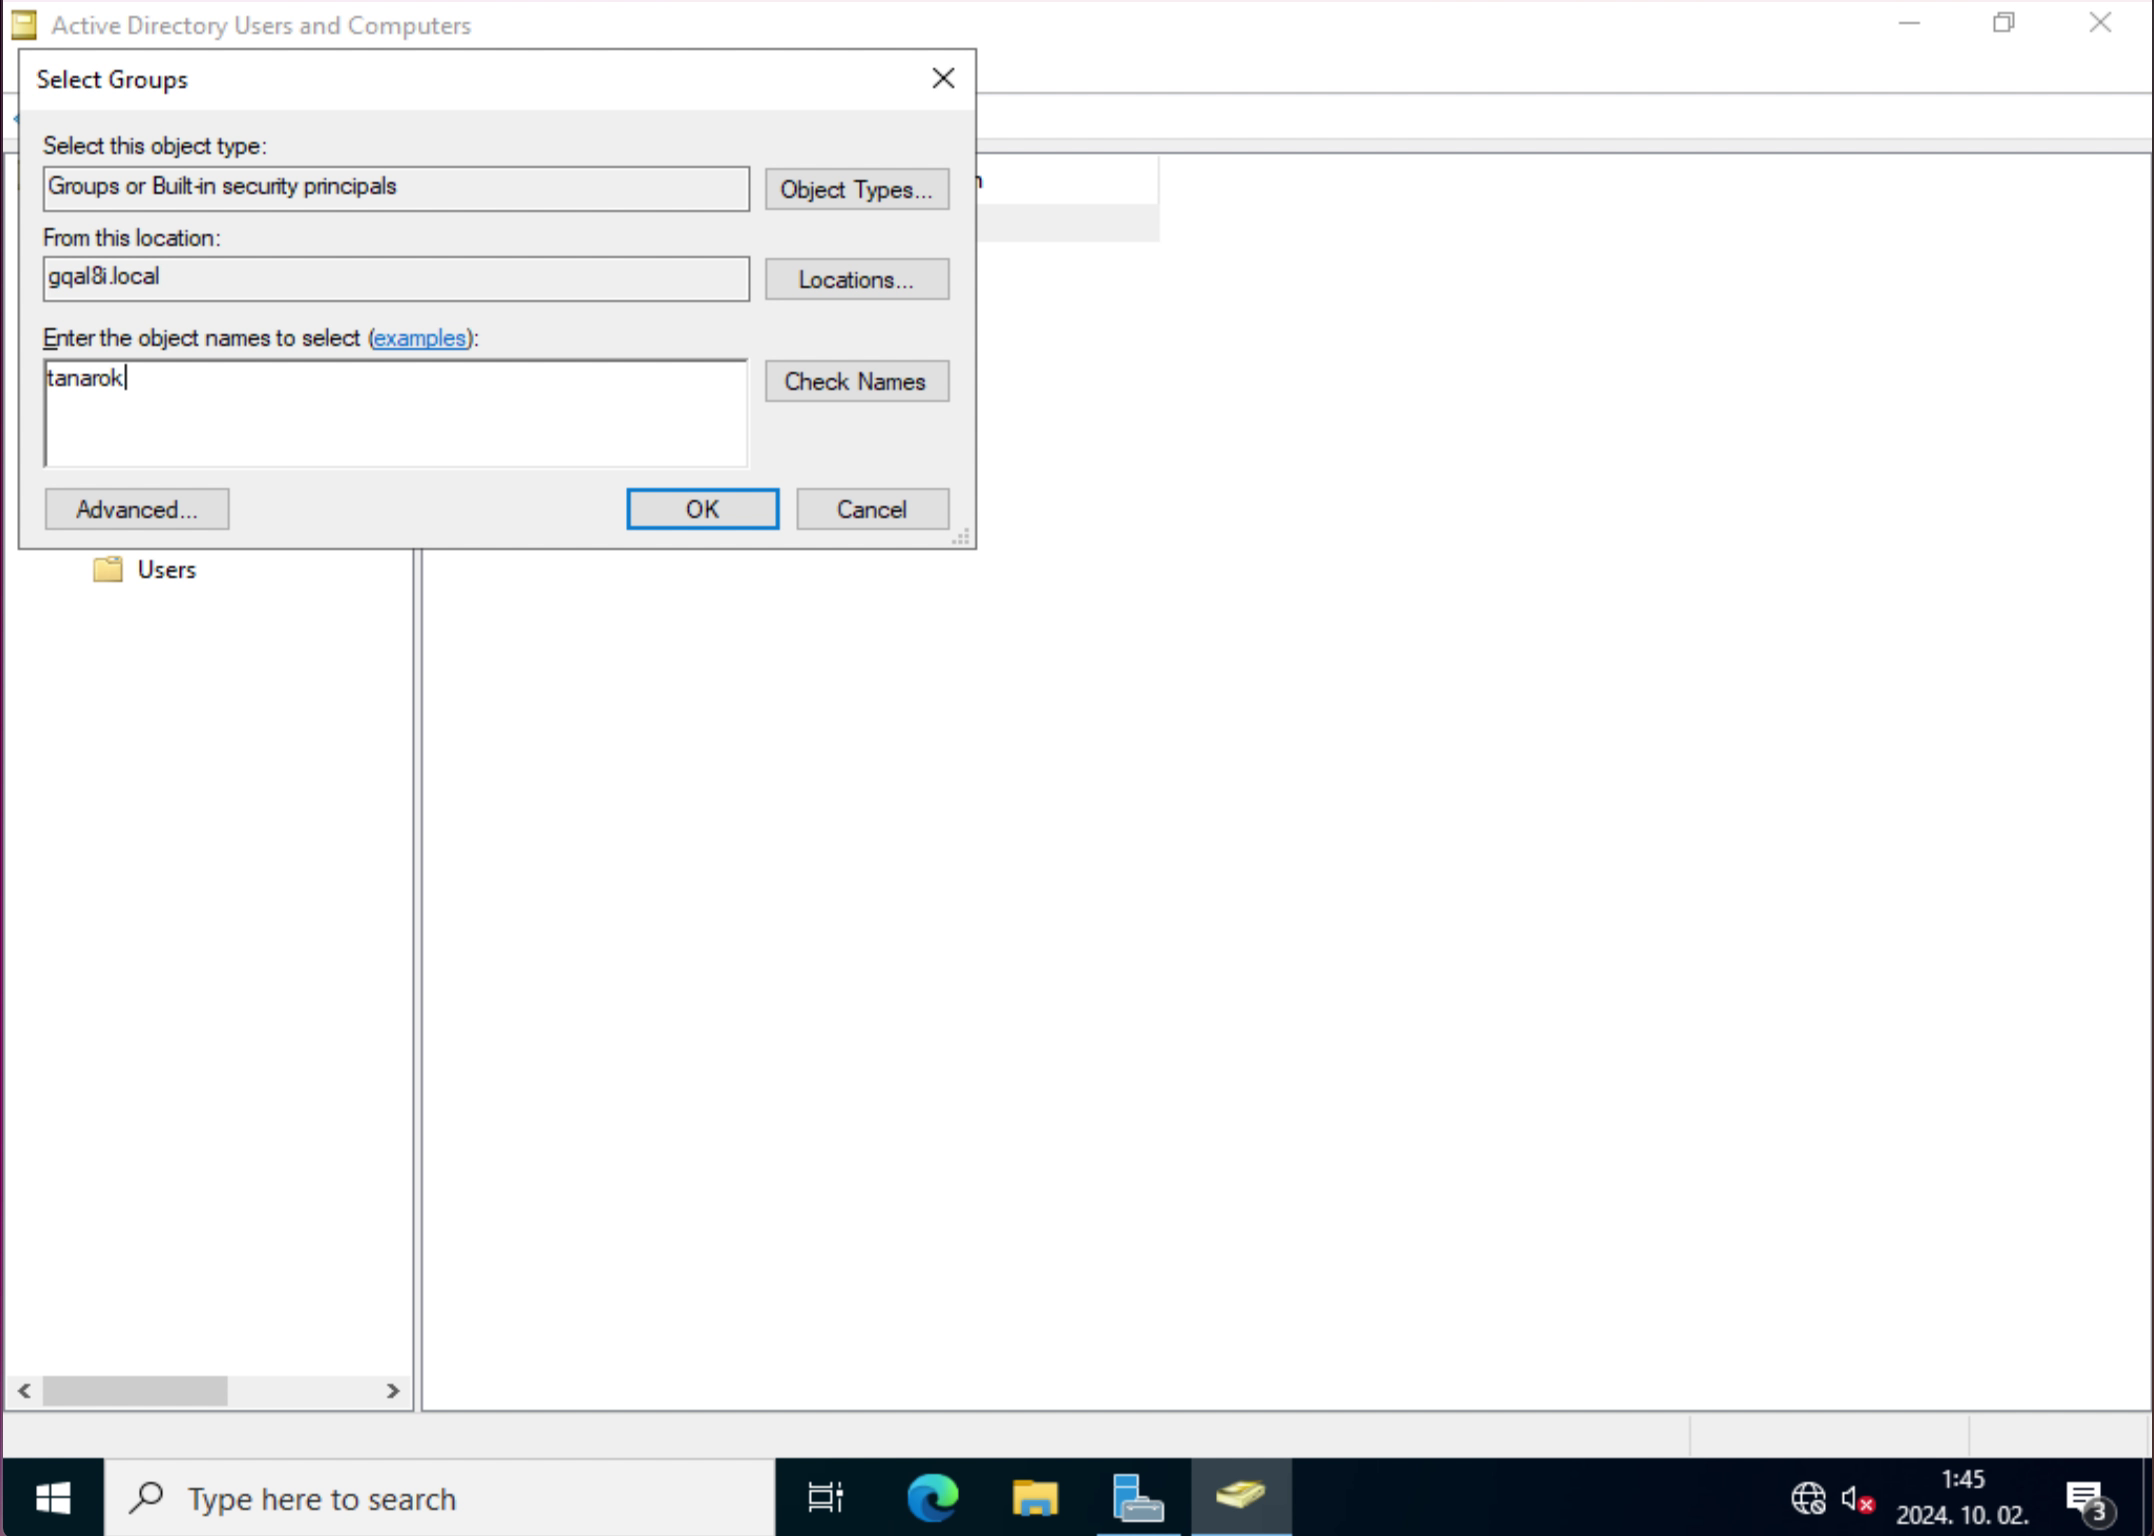 Active Directory Users and Computers
Select Groups
Select this object type:
Groups or Built-in security principals
Object Types...
From this location:
gqal8i.local
Locations...
Enter the object names to select (examples):
tanarok
Check Names
Advanced...
OK
Cancel
Users
Type here to search
1:45
2024. 10. 02.
3